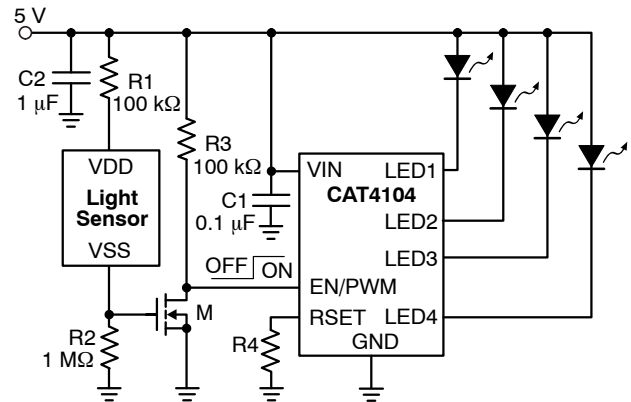 5 V
C2
1 μF
R1
100 kΩ
R3
100 kΩ
VDD
Light
Sensor
VSS
C1
0.1 μF
VIN
LED1
CAT4104
LED2
LED3
OFF
ON
EN/PWM
M
RSET
LED4
GND
R2
1 MΩ
R4